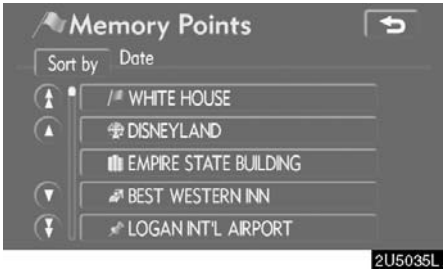 Memory Points
Sort by Date
WHITE HOUSE
DISNEYLAND
EMPIRE STATE BUILDING
BEST WESTERN INN
LOGAN INT'L AIRPORT
2U5035L